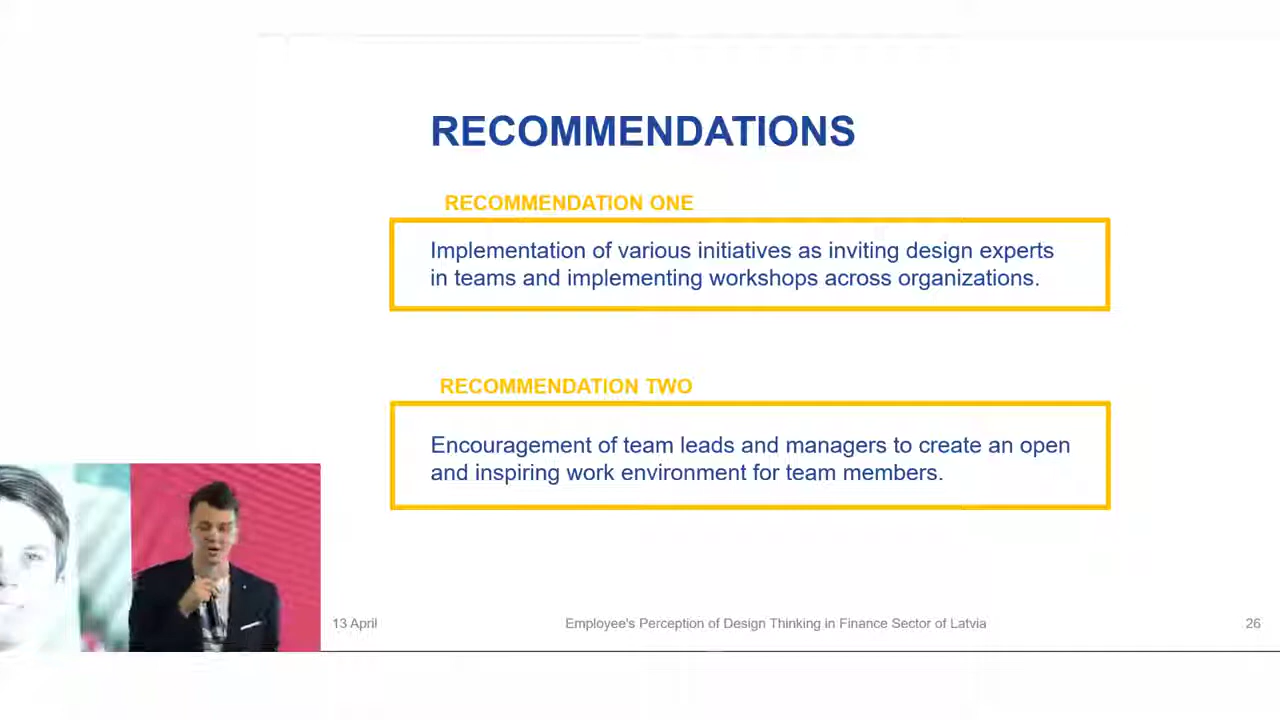 RECOMMENDATIONS
RECOMMENDATION ONE
Implementation of various initiatives as inviting design experts
in teams and implementing workshops across organizations.
RECOMMENDATION TWO
Encouragement of team leads and managers to create an open
and inspiring work environment for team members.
13 April
Employee's Perception of Design Thinking in Finance Sector of Latvia
26